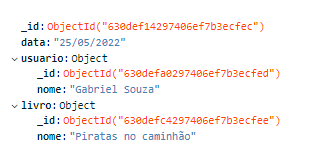 _id: ObjectId("630def14297406ef7b3ecfec")
data: "25/05/2022"
usuario: Object
_id: ObjectId("630defa0297406ef7b3ecfed")
nome: "Gabriel Souza"
livro: Object
_id: ObjectId("630defc4297406ef7b3ecfee")
nome: "Piratas no caminhão"